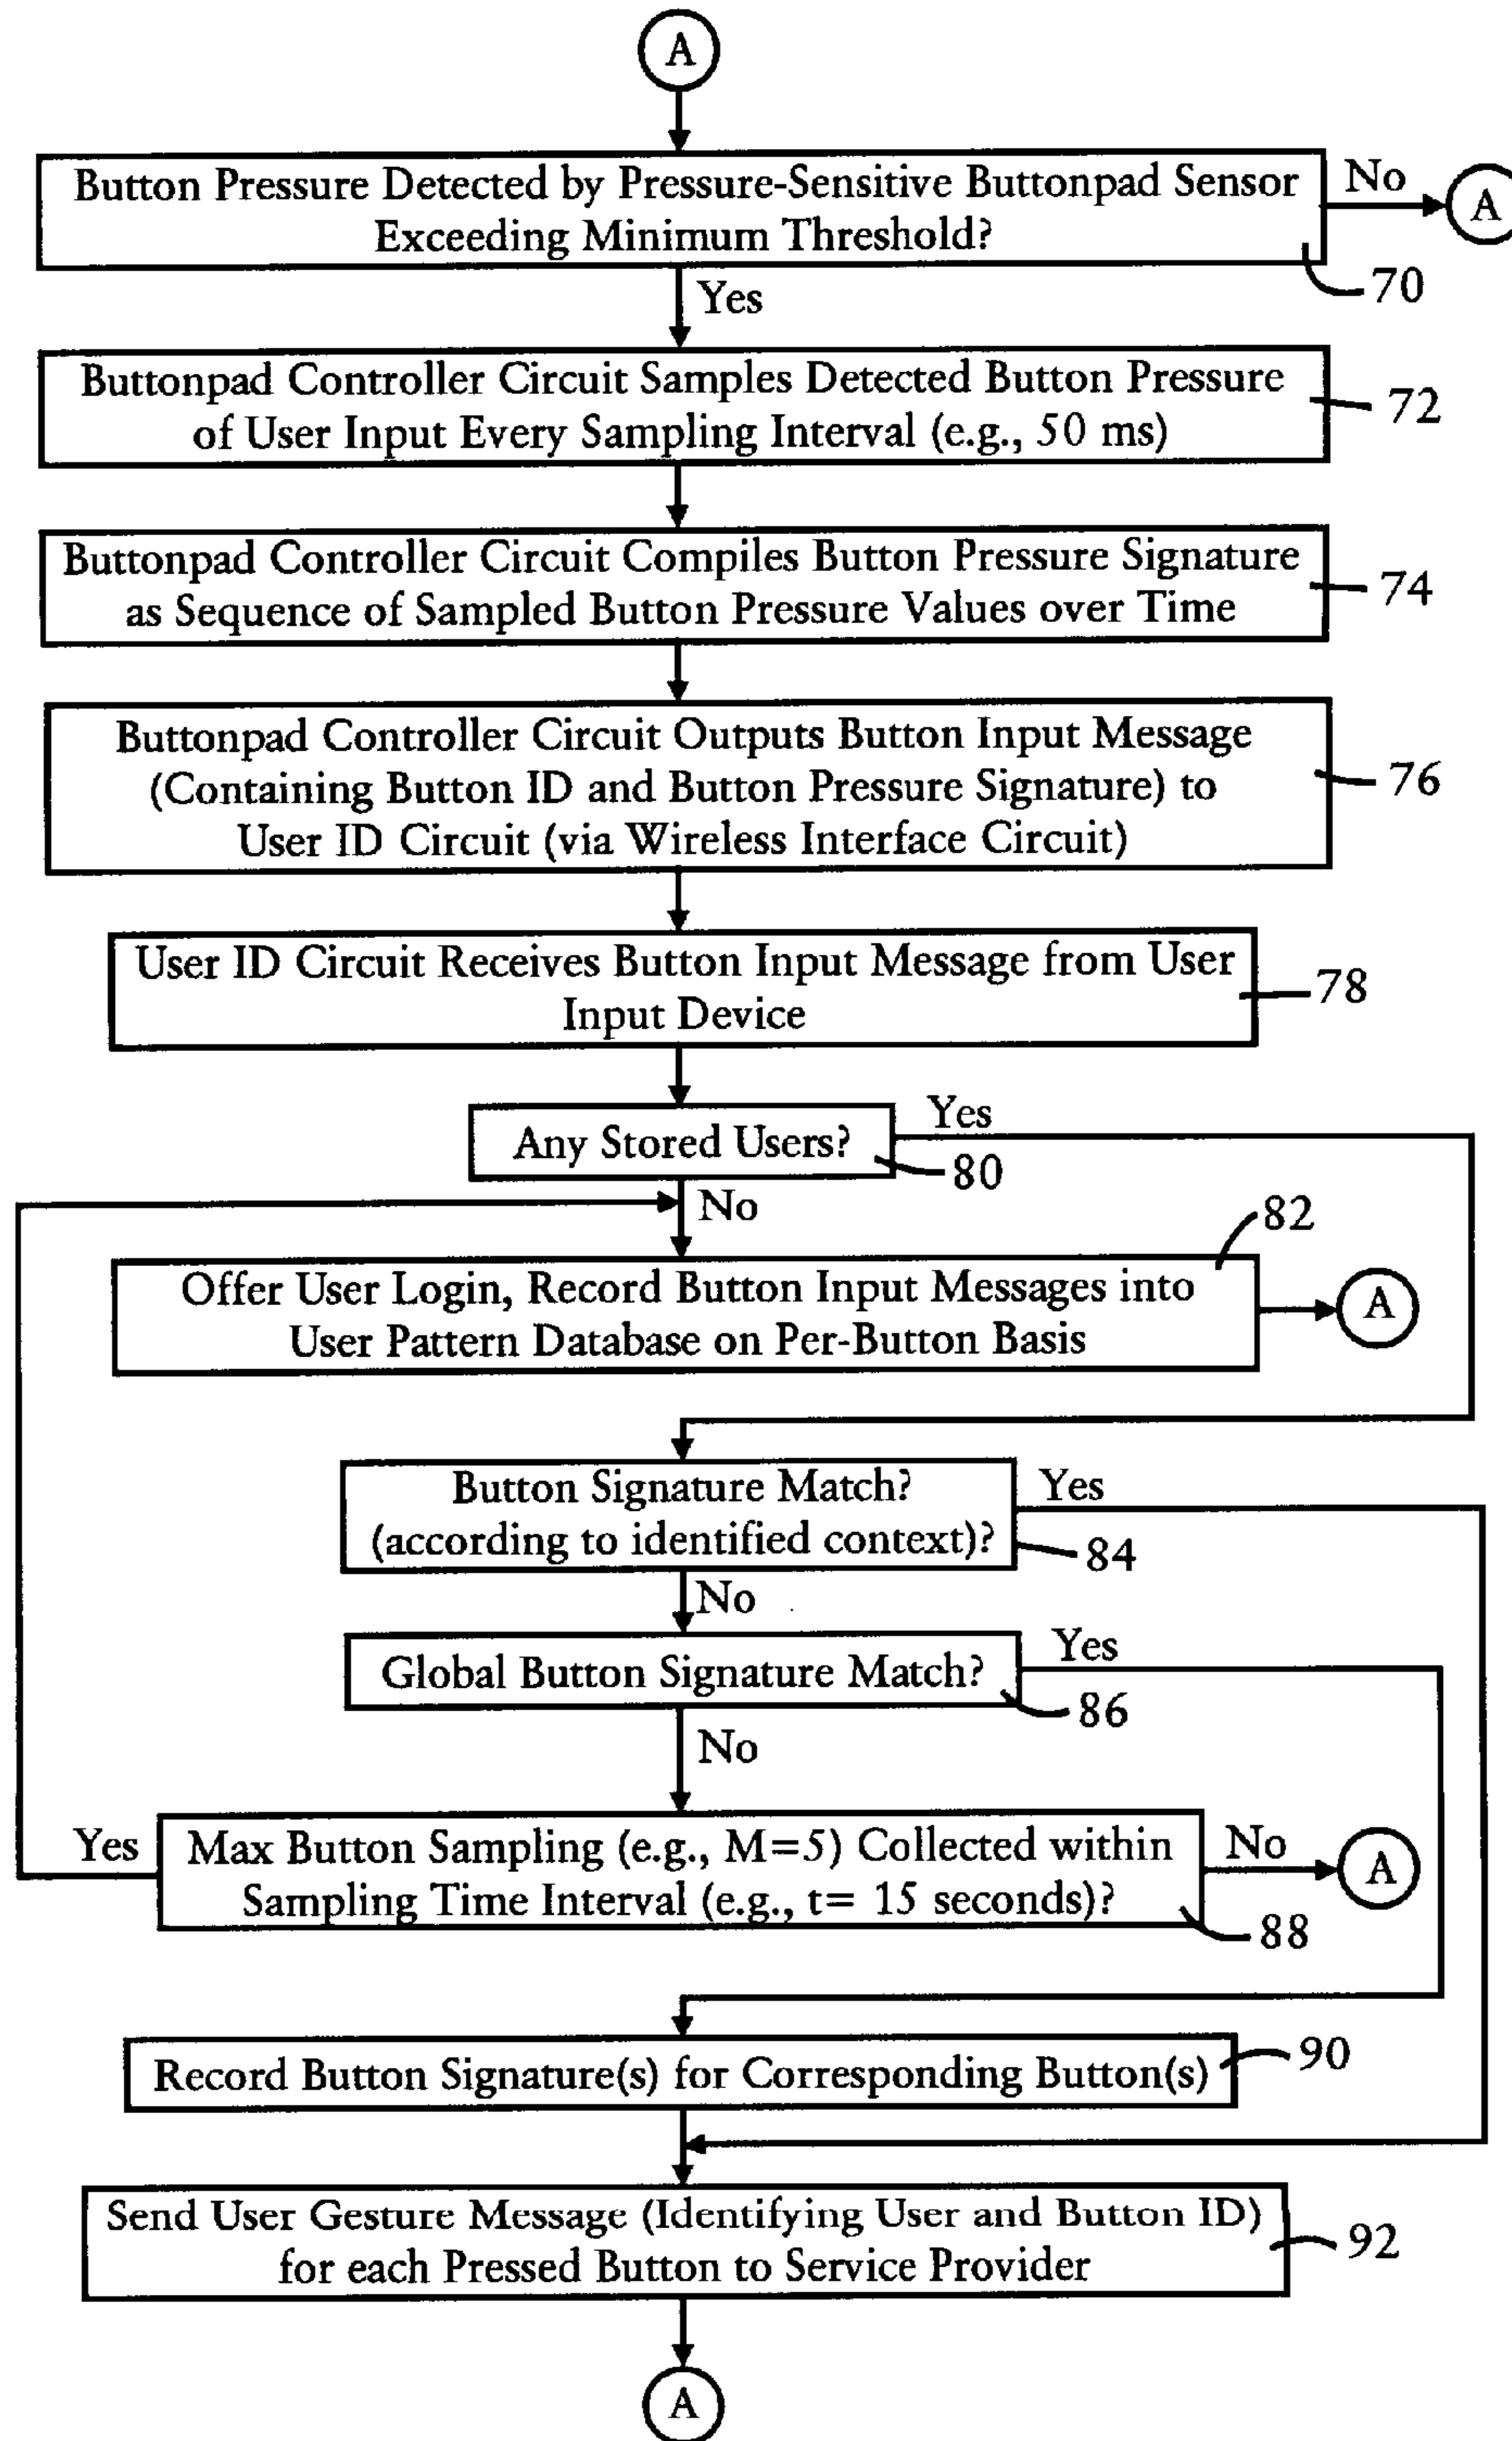 A
Button Pressure Detected by Pressure-Sensitive Buttonpad Sensor
Exceeding Minimum Threshold?
No
A
70
Yes
Buttonpad Controller Circuit Samples Detected Button Pressure
of User Input Every Sampling Interval (e.g., 50 ms)
72
Buttonpad Controller Circuit Compiles Button Pressure Signature
as Sequence of Sampled Button Pressure Values over Time
74
Buttonpad Controller Circuit Outputs Button Input Message
(Containing Button ID and Button Pressure Signature) to
User ID Circuit (via Wireless Interface Circuit)
76
User ID Circuit Receives Button Input Message from User
Input Device
78
Any Stored Users?
Yes
80
No
82
Offer User Login, Record Button Input Messages into
User Pattern Database on Per-Button Basis
A
Button Signature Match?
(according to identified context)?
Yes
84
No
Global Button Signature Match?
Yes
86
No
Yes
Max Button Sampling (e.g., M=5) Collected within
Sampling Time Interval (e.g., t= 15 seconds)?
No
A
88
Record Button Signature(s) for Corresponding Button(s)
90
Send User Gesture Message (Identifying User and Button ID)
for each Pressed Button to Service Provider
92
A